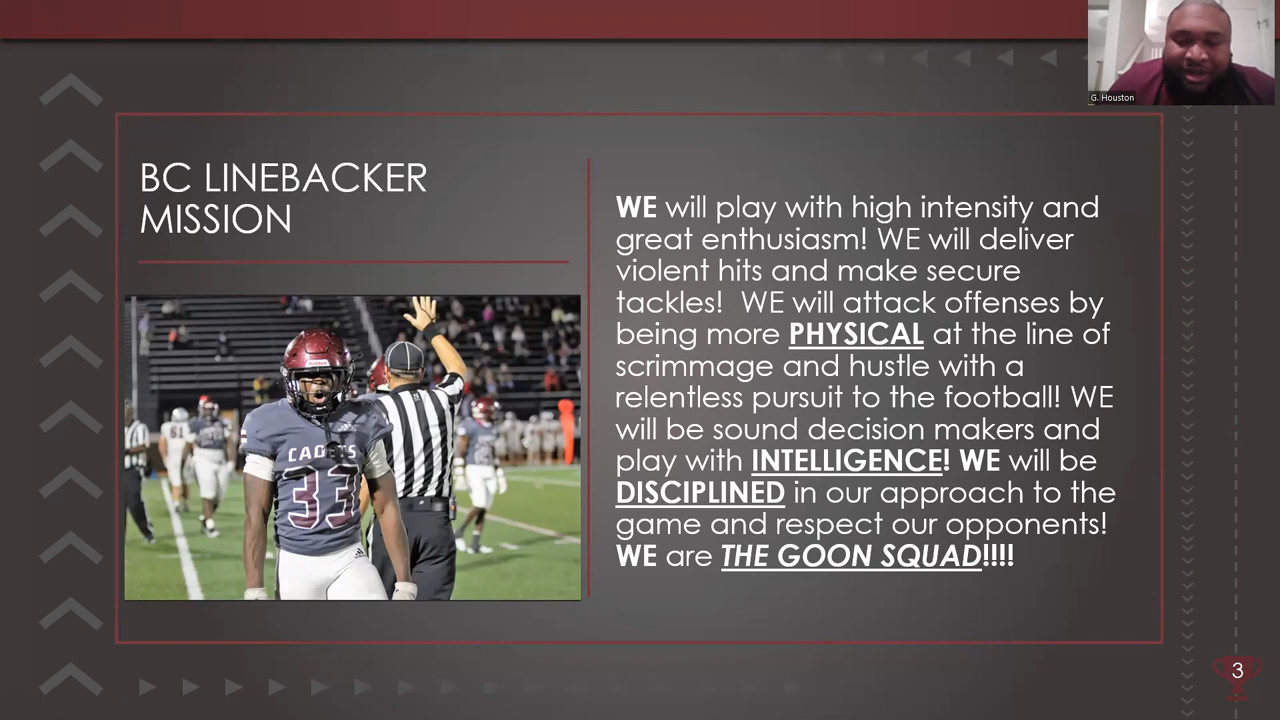 G. Houston
BC LINEBACKER
MISSION
WE will play with high intensity and
great enthusiasm! WE will deliver
violent hits and make secure
tackles!  WE will attack offenses by
being more PHYSICAL at the line of
scrimmage and hustle with a
relentless pursuit to the football! WE
will be sound decision makers and
play with INTELLIGENCE! WE will be
DISCIPLINED in our approach to the
game and respect our opponents!
WE are THE GOON SQUAD!!!!
CADETS
33
61
3